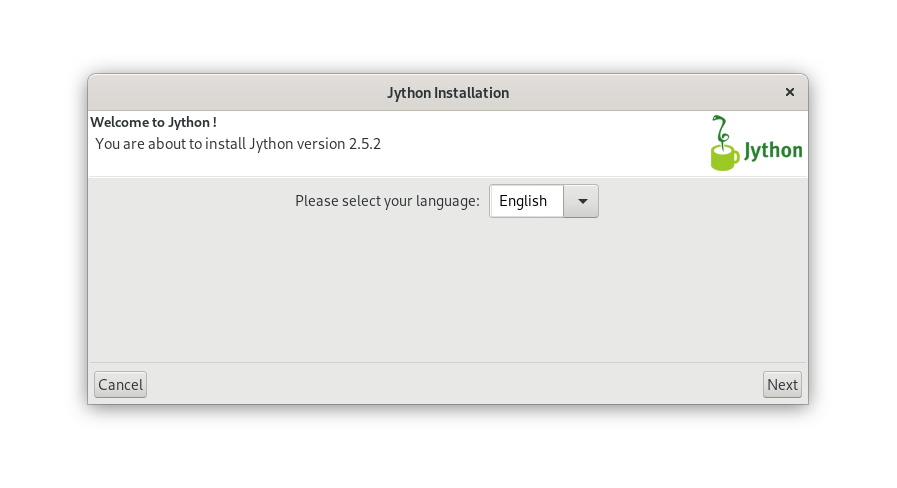 Jython Installation
Welcome to Jython !
You are about to install Jython version 2.5.2
Jython
Please select your language: English
Cancel
Next